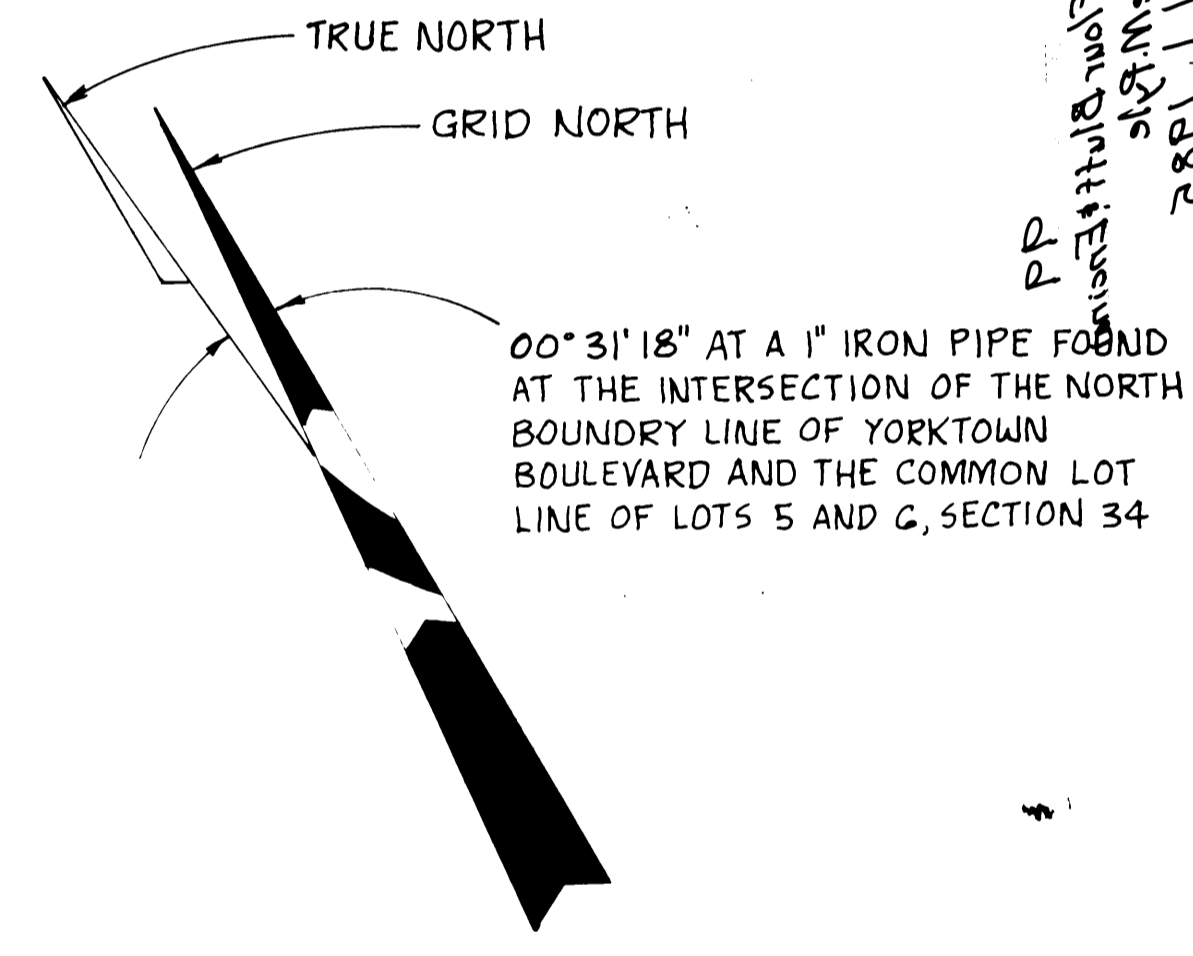 TRUE NORTH
GRID NORTH
00° 31' 18" AT A 1" IRON PIPE FOUND
AT THE INTERSECTION OF THE NORTH
BOUNDRY LINE OF YORKTOWN
BOULEVARD AND THE COMMON LOT
LINE OF LOTS 5 AND 6, SECTION 34